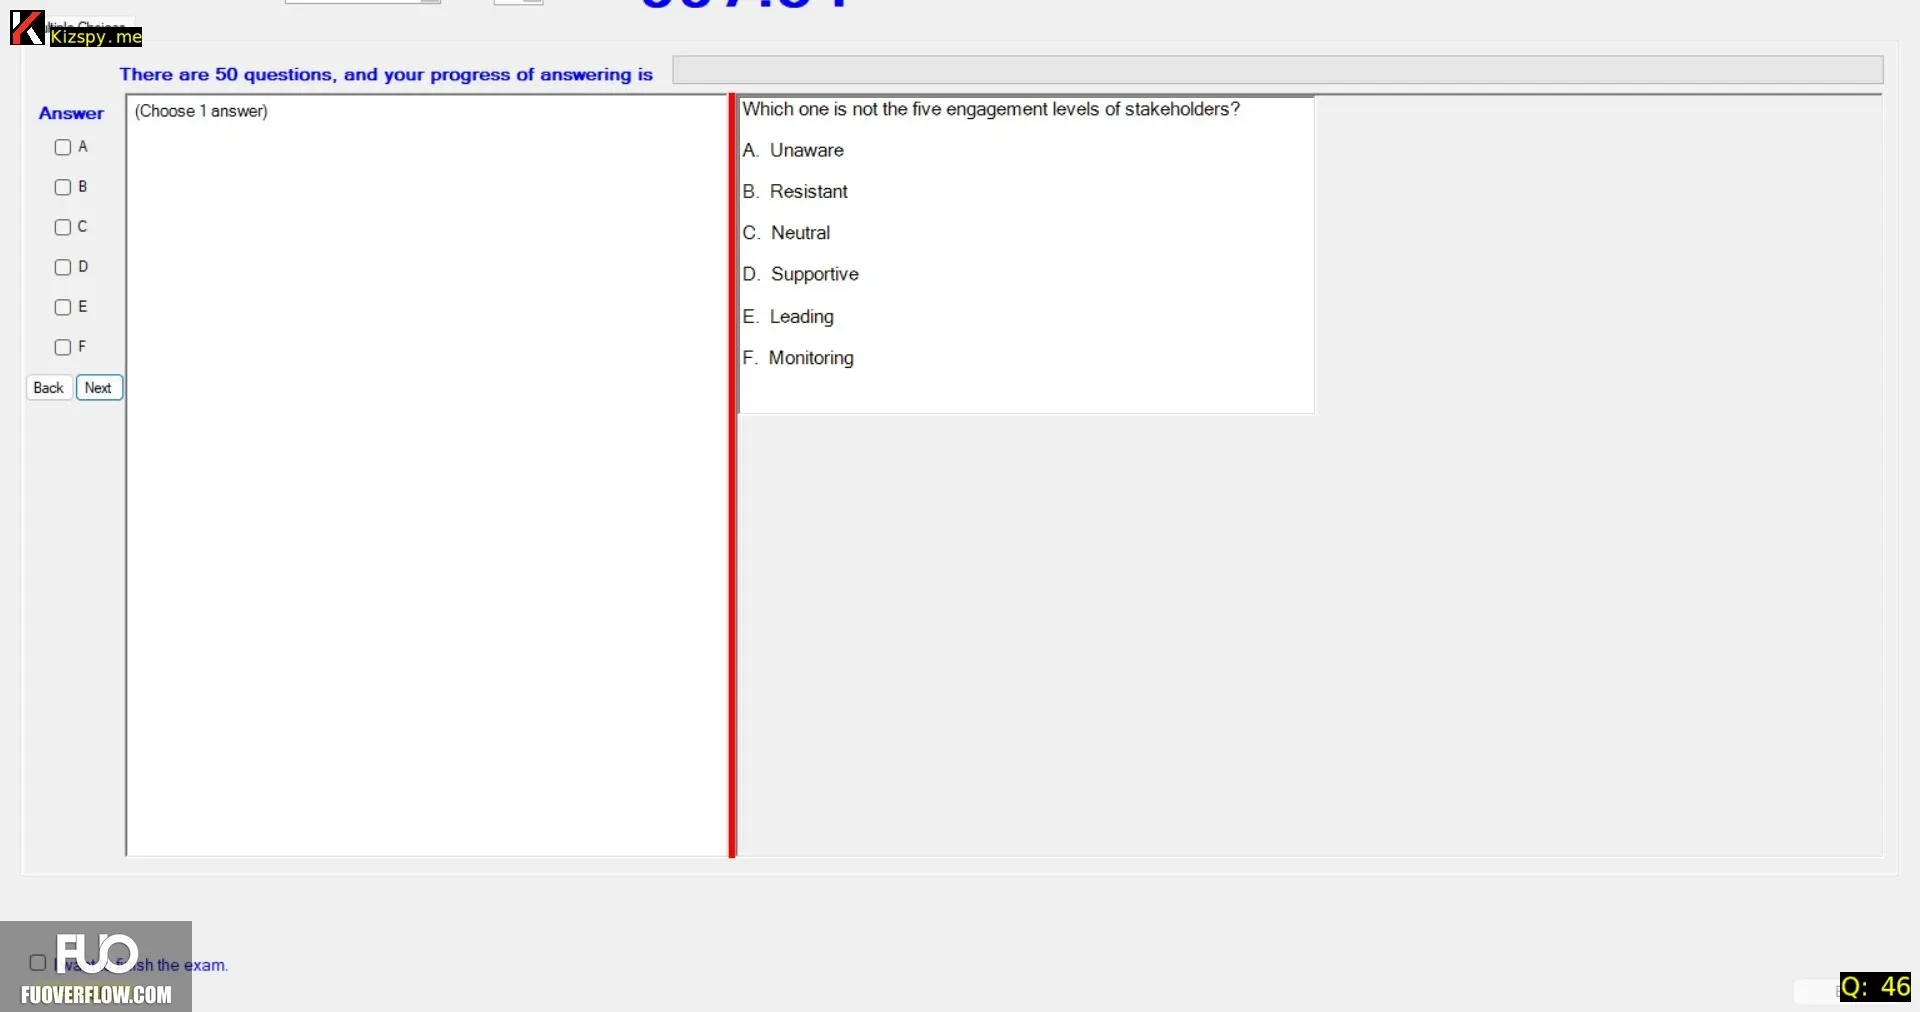 Kizspy.me
There are 50 questions, and your progress of answering is
Answer
(Choose 1 answer)
A
B
C
D
E
F
Back Next
Which one is not the five engagement levels of stakeholders?
A. Unaware
B. Resistant
C. Neutral
D. Supportive
E. Leading
F. Monitoring
the exam.
FUO
FUOVERFLOW.COM
Q: 46